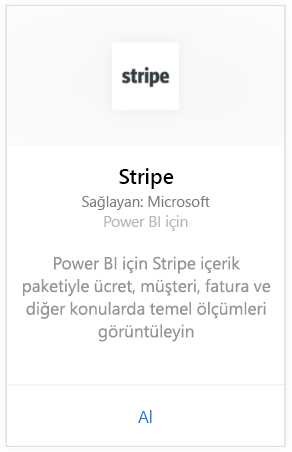 stripe
Stripe
Sağlayan: Microsoft
Power BI için
Power BI için Stripe içerik
paketiyle ücret, müşteri, fatura ve
diğer konularda temel ölçümleri
görüntüleyin
Al